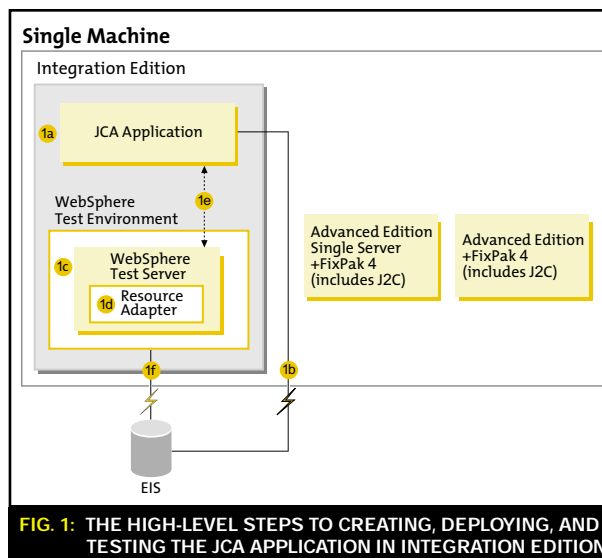 Single Machine
Integration Edition
1a
JCA Application
1e
WebSphere
Test Environment
1c
WebSphere
Test Server
1d
Resource
Adapter
Advanced Edition
Single Server
+FixPak 4
(includes J2C)
Advanced Edition
+FixPak 4
(includes J2C)
1f
1b
EIS
FIG. 1: THE HIGH-LEVEL STEPS TO CREATING, DEPLOYING, AND
TESTING THE JCA APPLICATION IN INTEGRATION EDITION